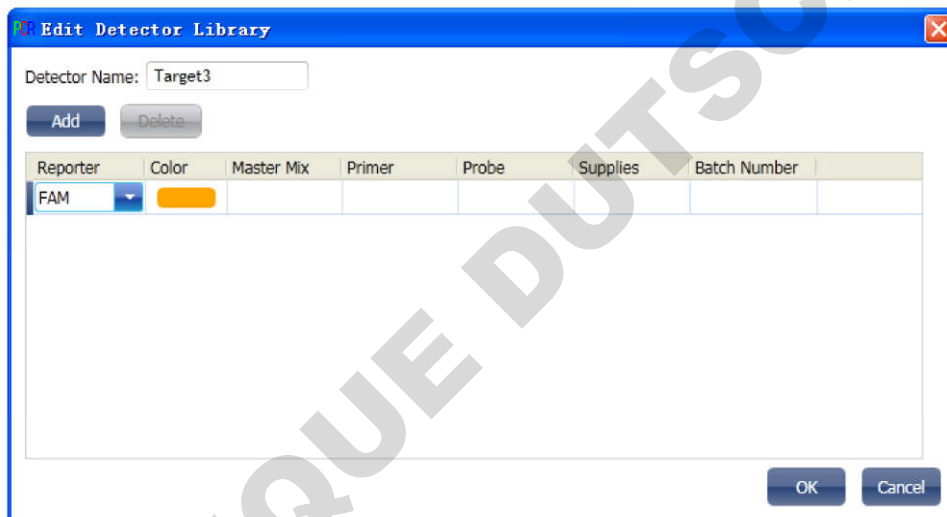 PCR Edit Detector Library
Detector Name: Target3
Add Delete
Reporter Color Master Mix Primer Probe Supplies Batch Number
FAM
OK Cancel
QUE DUTSC